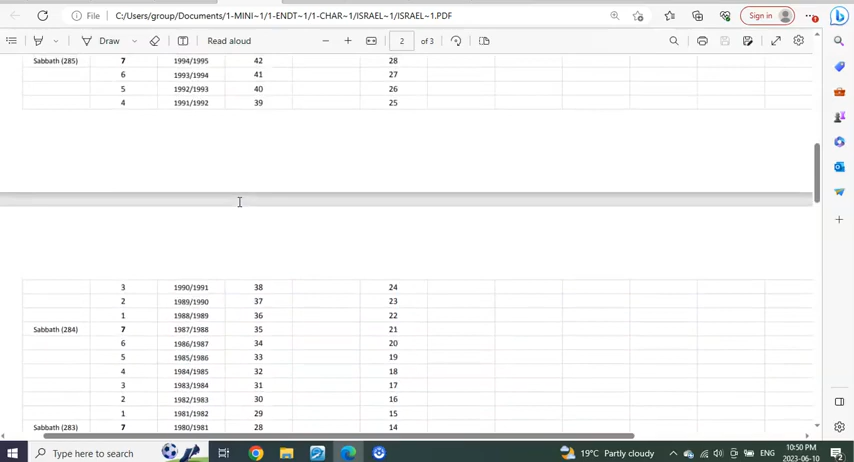 File C:/Users/group/Documents/1-MINI~1/1-ENDT~1/1-CHAR~1/ISRAEL~1/ISRAEL~1.PDF Sign in
Draw Read aloud 2 of 3
Sabbath (285) 7 1994/1995 42 28
6 1993/1994 41 27
5 1992/1993 40 26
4 1991/1992 39 25
3 1990/1991 38 24
2 1989/1990 37 23
1 1988/1989 36 22
Sabbath (284) 7 1987/1988 35 21
6 1986/1987 34 20
5 1985/1986 33 19
4 1984/1985 32 18
3 1983/1984 31 17
2 1982/1983 30 16
1 1981/1982 29 15
Sabbath (283) 7 1980/1981 28 14
Type here to search 19°C Partly cloudy ENG 10:50 PM
2023-06-10 2